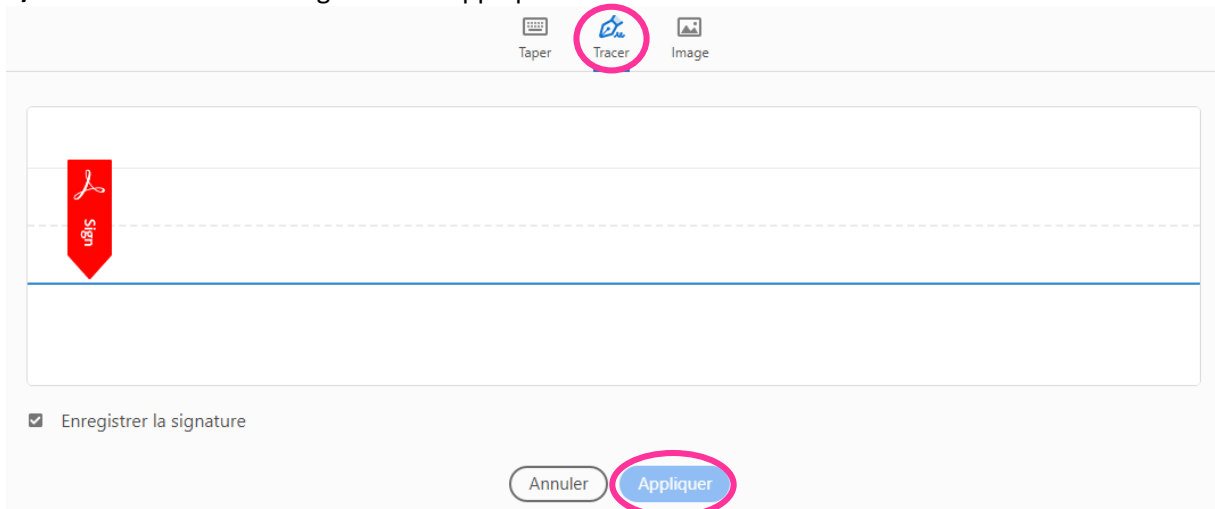 Taper Tracer Image
Sign
Enregistrer la signature
Annuler Appliquer